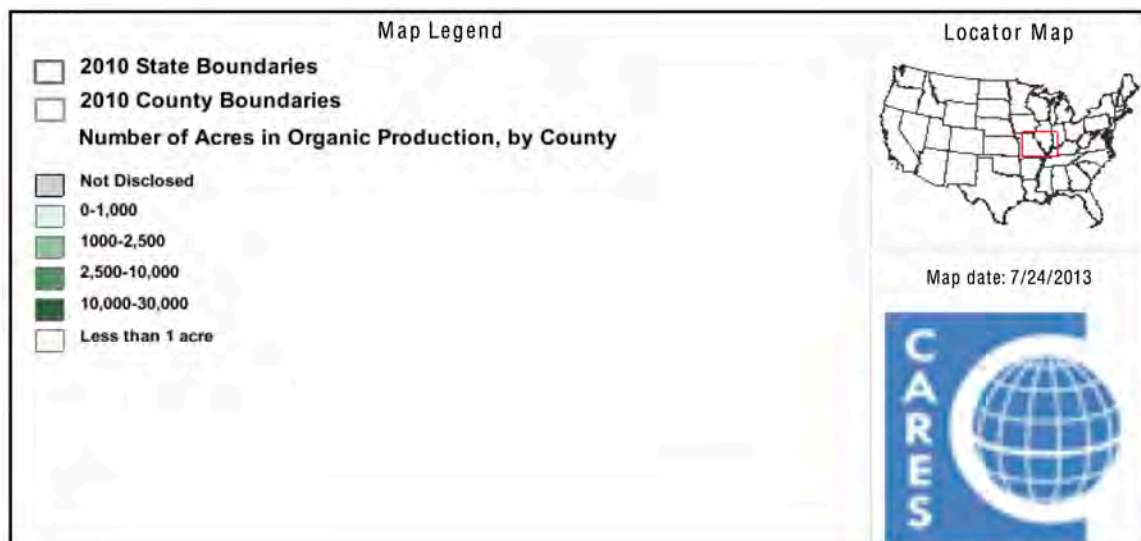 Map Legend
2010 State Boundaries
2010 County Boundaries
Number of Acres in Organic Production, by County
Not Disclosed
0-1,000
1000-2,500
2,500-10,000
10,000-30,000
Less than 1 acre
Locator Map
Map date: 7/24/2013
CARES